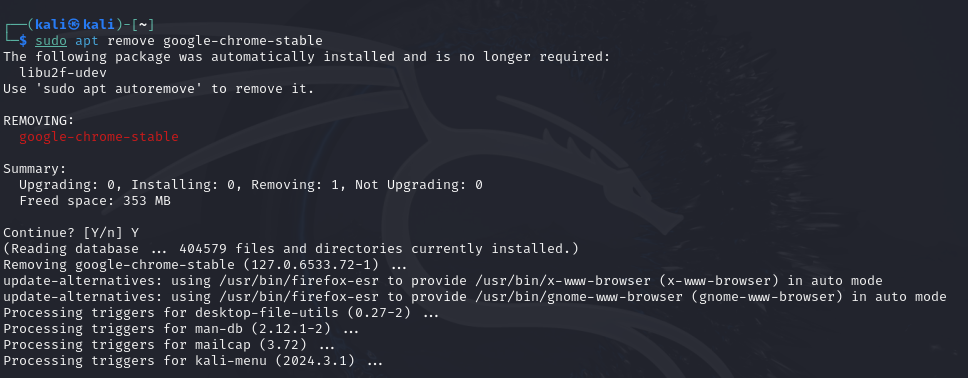 ┌──(kali㉿kali)-[~]
└─$ sudo apt remove google-chrome-stable
The following package was automatically installed and is no longer required:
  libu2f-udev
Use 'sudo apt autoremove' to remove it.

REMOVING:
  google-chrome-stable

Summary:
  Upgrading: 0, Installing: 0, Removing: 1, Not Upgrading: 0
  Freed space: 353 MB

Continue? [Y/n] Y
(Reading database ... 404579 files and directories currently installed.)
Removing google-chrome-stable (127.0.6533.72-1) ...
update-alternatives: using /usr/bin/firefox-esr to provide /usr/bin/x-www-browser (x-www-browser) in auto mode
update-alternatives: using /usr/bin/firefox-esr to provide /usr/bin/gnome-www-browser (gnome-www-browser) in auto mode
Processing triggers for desktop-file-utils (0.27-2) ...
Processing triggers for man-db (2.12.1-2) ...
Processing triggers for mailcap (3.72) ...
Processing triggers for kali-menu (2024.3.1) ...